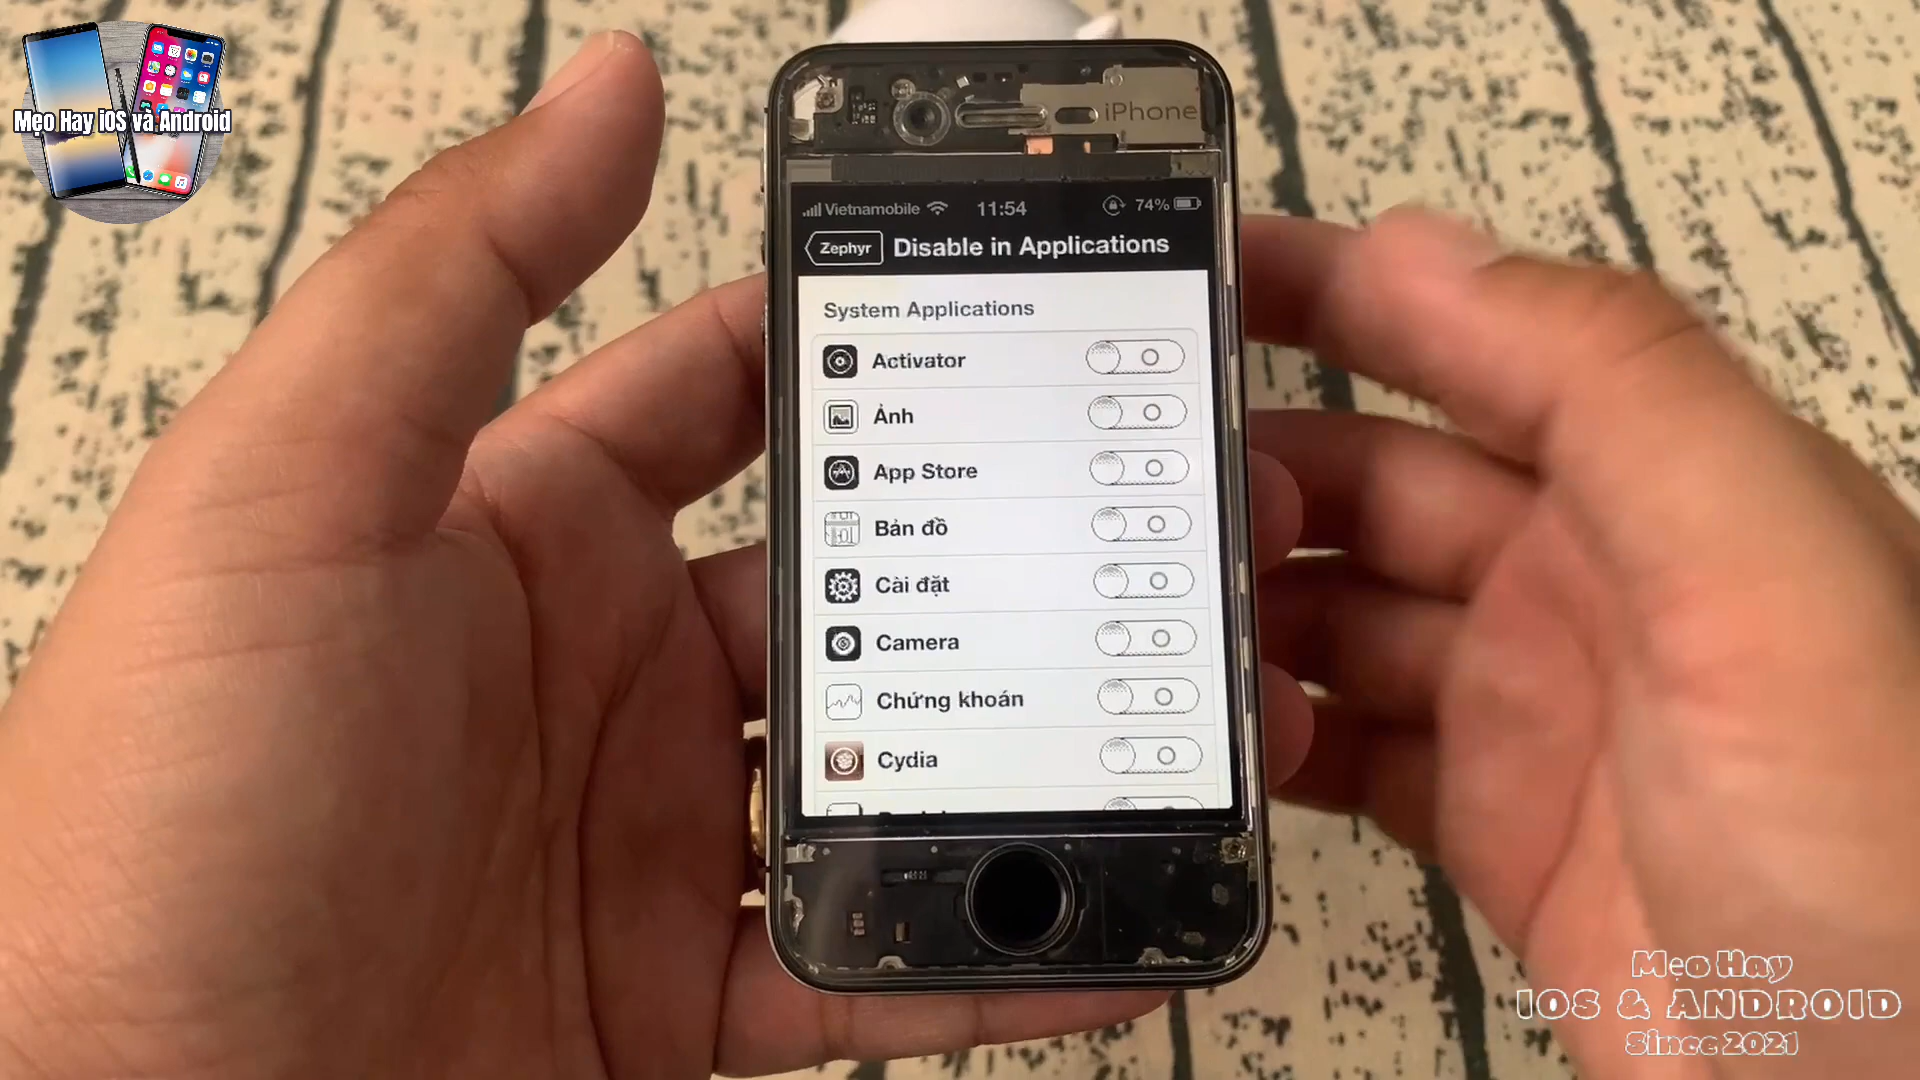 Mẹo Hay iOS và Android
iPhone
Vietnamobile 11:54 74%
Zephyr Disable in Applications
System Applications
Activator
Ảnh
App Store
Bản đồ
Cài đặt
Camera
Chứng khoán
Cydia
Mẹo Hay
IOS & ANDROID
Since 2021